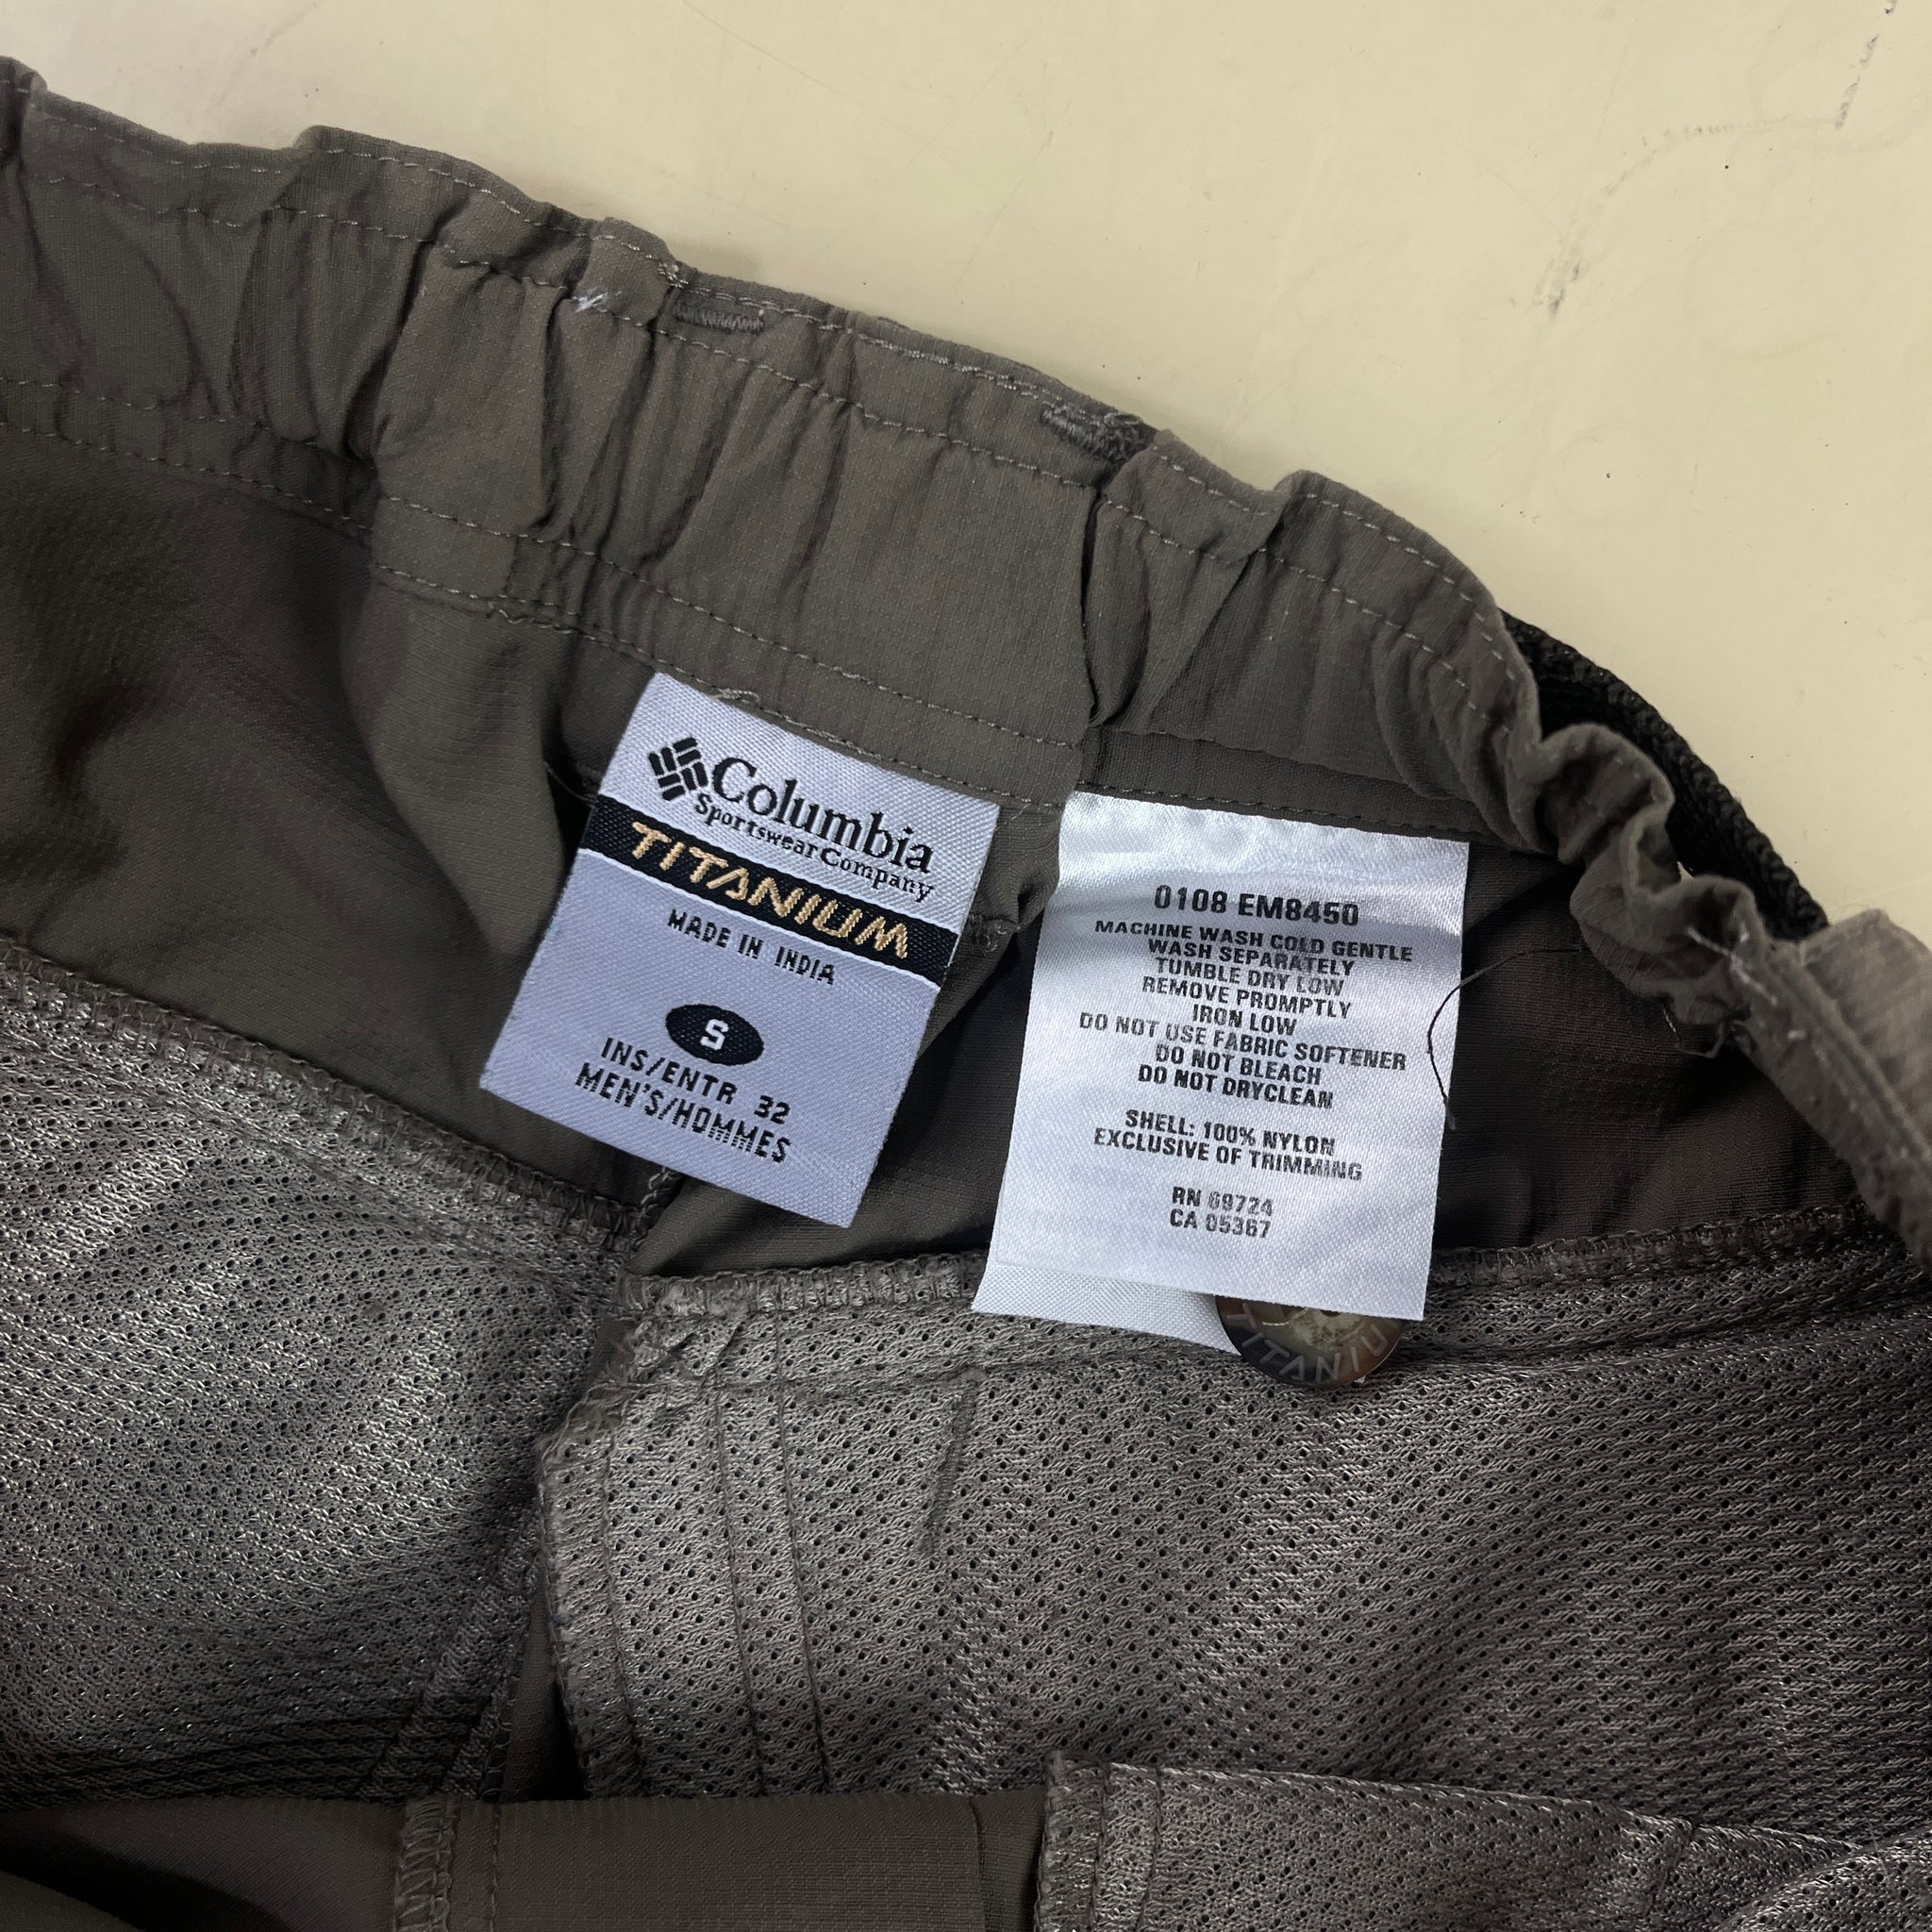 Columbia
Sportswear Company
TITANIUM
MADE IN INDIA
S
INS/ENTR 32
MEN'S/HOMMES
0108 EM8450
MACHINE WASH COLD GENTLE
WASH SEPARATELY
TUMBLE DRY LOW
REMOVE PROMPTLY
IRON LOW
DO NOT USE FABRIC SOFTENER
DO NOT BLEACH
DO NOT DRYCLEAN
SHELL: 100% NYLON
EXCLUSIVE OF TRIMMING
RN 69724
CA 05367
TITANIU